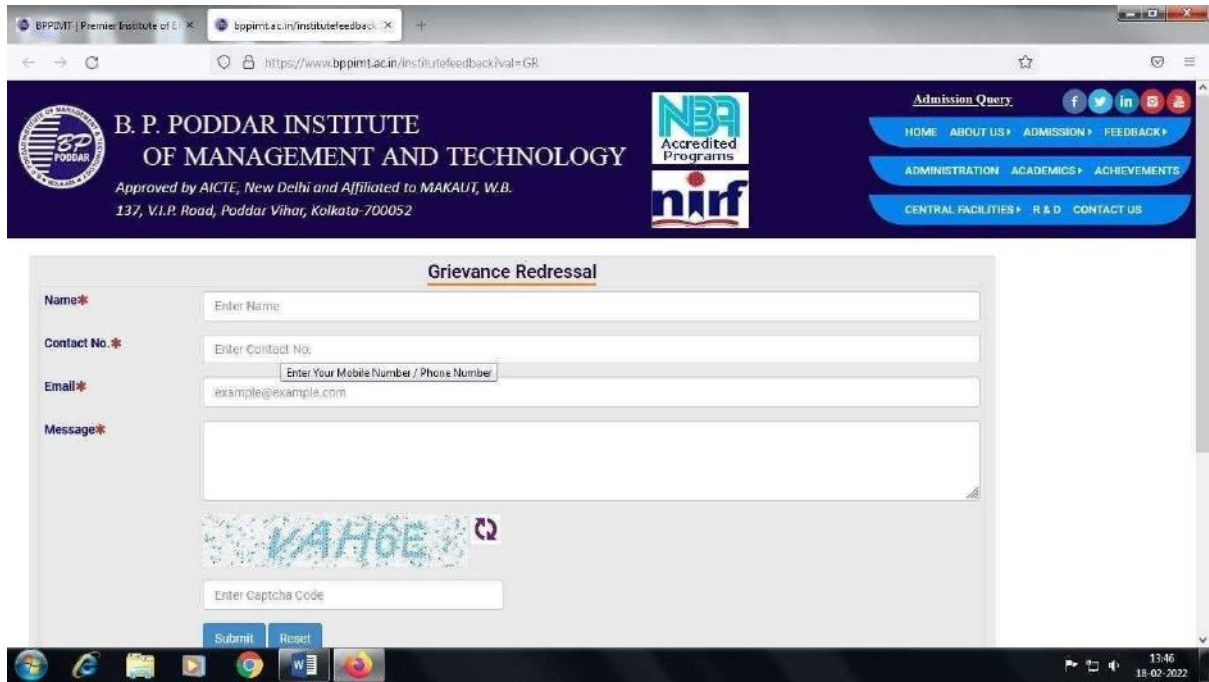 BPPIMT | Premier Institute of E
bppimt.ac.in/institutefeedback
https://www.bppimt.ac.in/institutefeedback?val=GR
B. P. PODDAR INSTITUTE
OF MANAGEMENT AND TECHNOLOGY
Approved by AICTE, New Delhi and Affiliated to MAKAUT, W.B.
137, V.I.P. Road, Poddar Vihar, Kolkata-700052
BP
PODDAR
NBA
Accredited
Programs
nirf
Admission Query
HOME ABOUT US ADMISSION FEEDBACK
ADMINISTRATION ACADEMICS ACHIEVEMENTS
CENTRAL FACILITIES R & D CONTACT US
Grievance Redressal
Name*
Enter Name
Contact No.*
Enter Contact No.
Enter Your Mobile Number / Phone Number
Email*
example@example.com
Message*
VAH6E
Enter Captcha Code
Submit Reset
13:46
18-02-2022